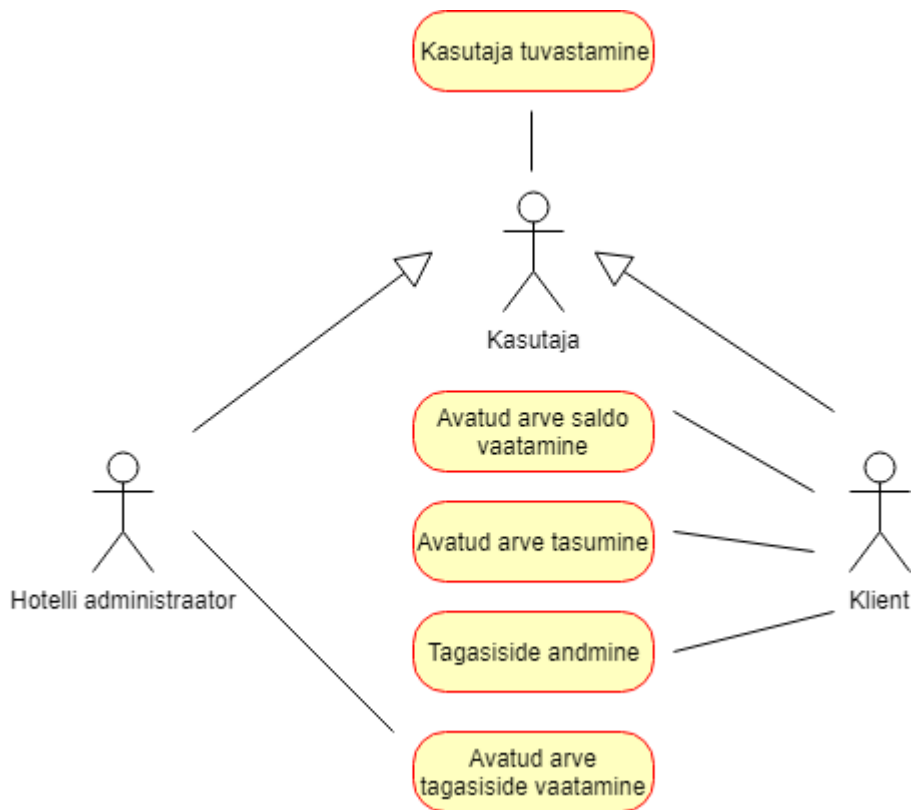 Kasutaja tuvastamine
Kasutaja
Avatud arve saldo
vaatamine
Avatud arve tasumine
Hotelli administraator
Klient
Tagasiside andmine
Avatud arve
tagasiside vaatamine